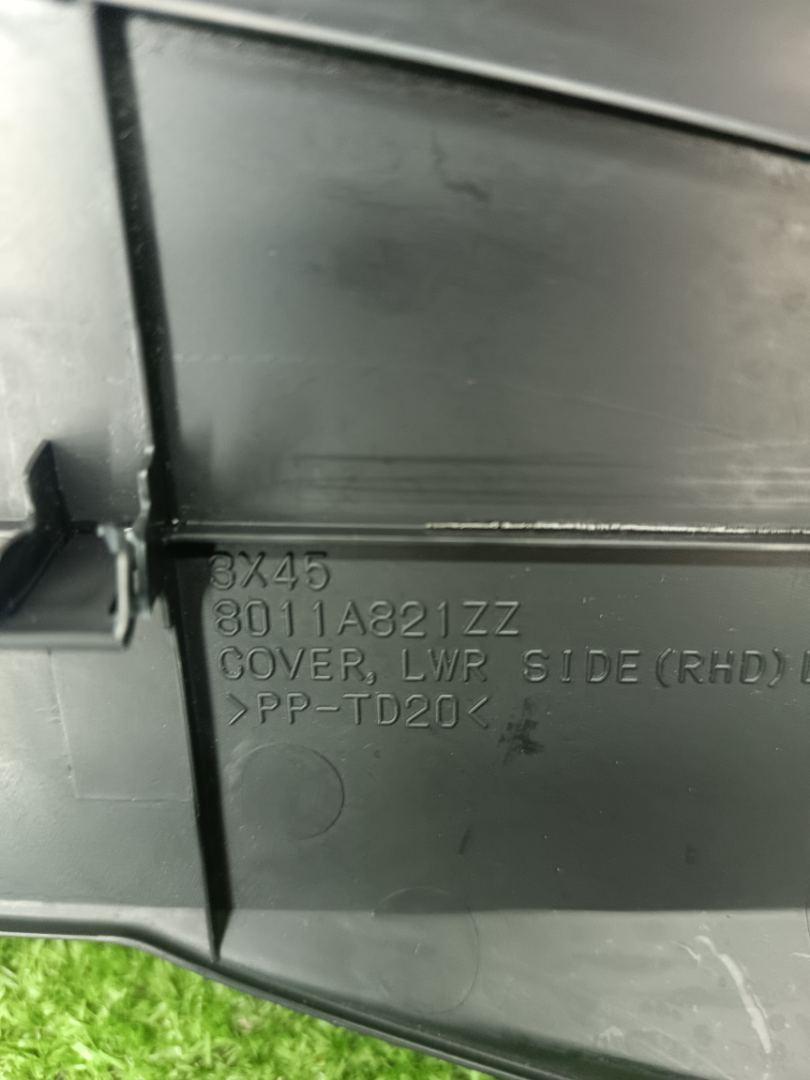 3X45
8011A821ZZ
COVER, LWR SIDE(RHD)
>PP-TD20<